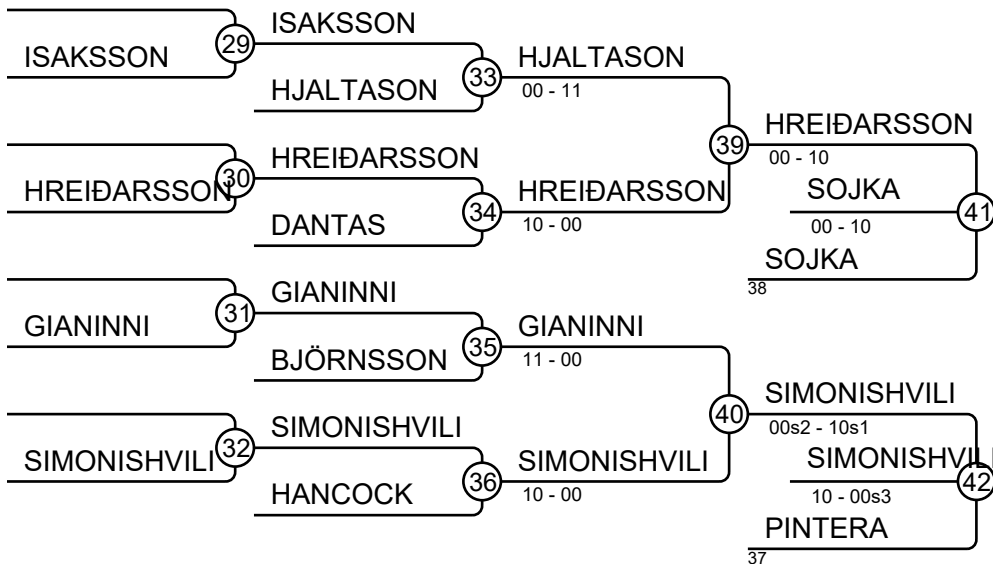 ISAKSSON
29
ISAKSSON
HJALTASON
33
HJALTASON
00 - 11
HREIÐARSSON
30
HREIÐARSSON
DANTAS
34
HREIÐARSSON
10 - 00
39
HREIÐARSSON
00 - 10
SOJKA
00 - 10
41
SOJKA
38
GIANINNI
31
GIANINNI
BJÖRNSSON
35
GIANINNI
11 - 00
SIMONISHVILI
32
SIMONISHVILI
HANCOCK
36
SIMONISHVILI
10 - 00
40
SIMONISHVILI
00s2 - 10s1
SIMONISHVILI
10 - 00s3
42
PINTERA
37